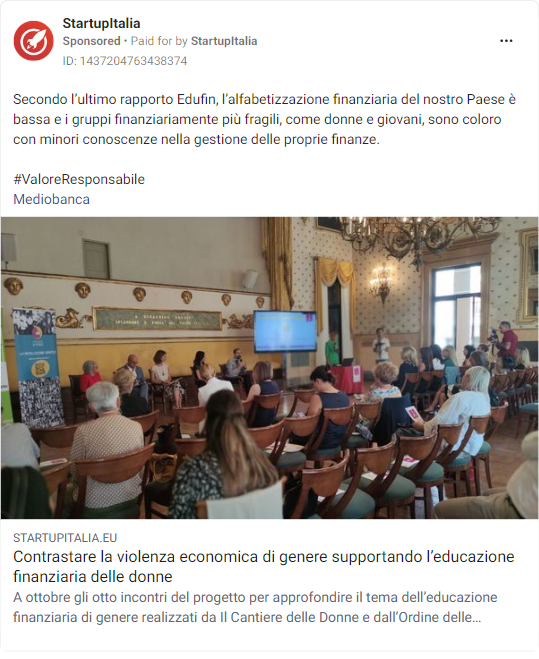 StartupItalia
Sponsored • Paid for by StartupItalia
ID: 1437204763438374
Secondo l'ultimo rapporto Edufin, l'alfabetizzazione finanziaria del nostro Paese è
bassa e i gruppi finanziariamente più fragili, come donne e giovani, sono coloro
con minori conoscenze nella gestione delle proprie finanze.
#ValoreResponsabile
Mediobanca
STARTUPITALIA.EU
Contrastare la violenza economica di genere supportando l'educazione
finanziaria delle donne
A ottobre gli otto incontri del progetto per approfondire il tema dell'educazione
finanziaria di genere realizzati da Il Cantiere delle Donne e dall'Ordine delle…